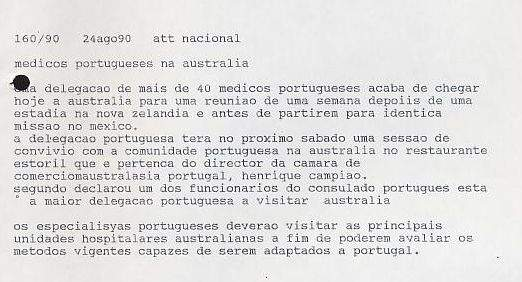 160/90 24ago90 att nacional
medicos portugueses na australia
uma delegacao de mais de 40 medicos portugueses acaba de chegar
hoje a australia para uma reuniao de uma semana depoiis de uma
estadia na nova zelandia e antes de partirem para identica
missao no mexico.
a delegacao portuguesa tera no proximo sabado uma sessao de
convivio com a comunidade portuguesa na australia no restaurante
estoril que e pertenca do director da camara de
comerciomaustralasia portugal, henrique campiao.
segundo declarou um dos funcionarios do consulado portugues esta
a maior delegacao portuguesa a visitar australia
os especialisyas portugueses deverao visitar as principais
unidades hospitalares australianas a fim de poderem avaliar os
metodos vigentes capazes de serem adaptados a portugal.